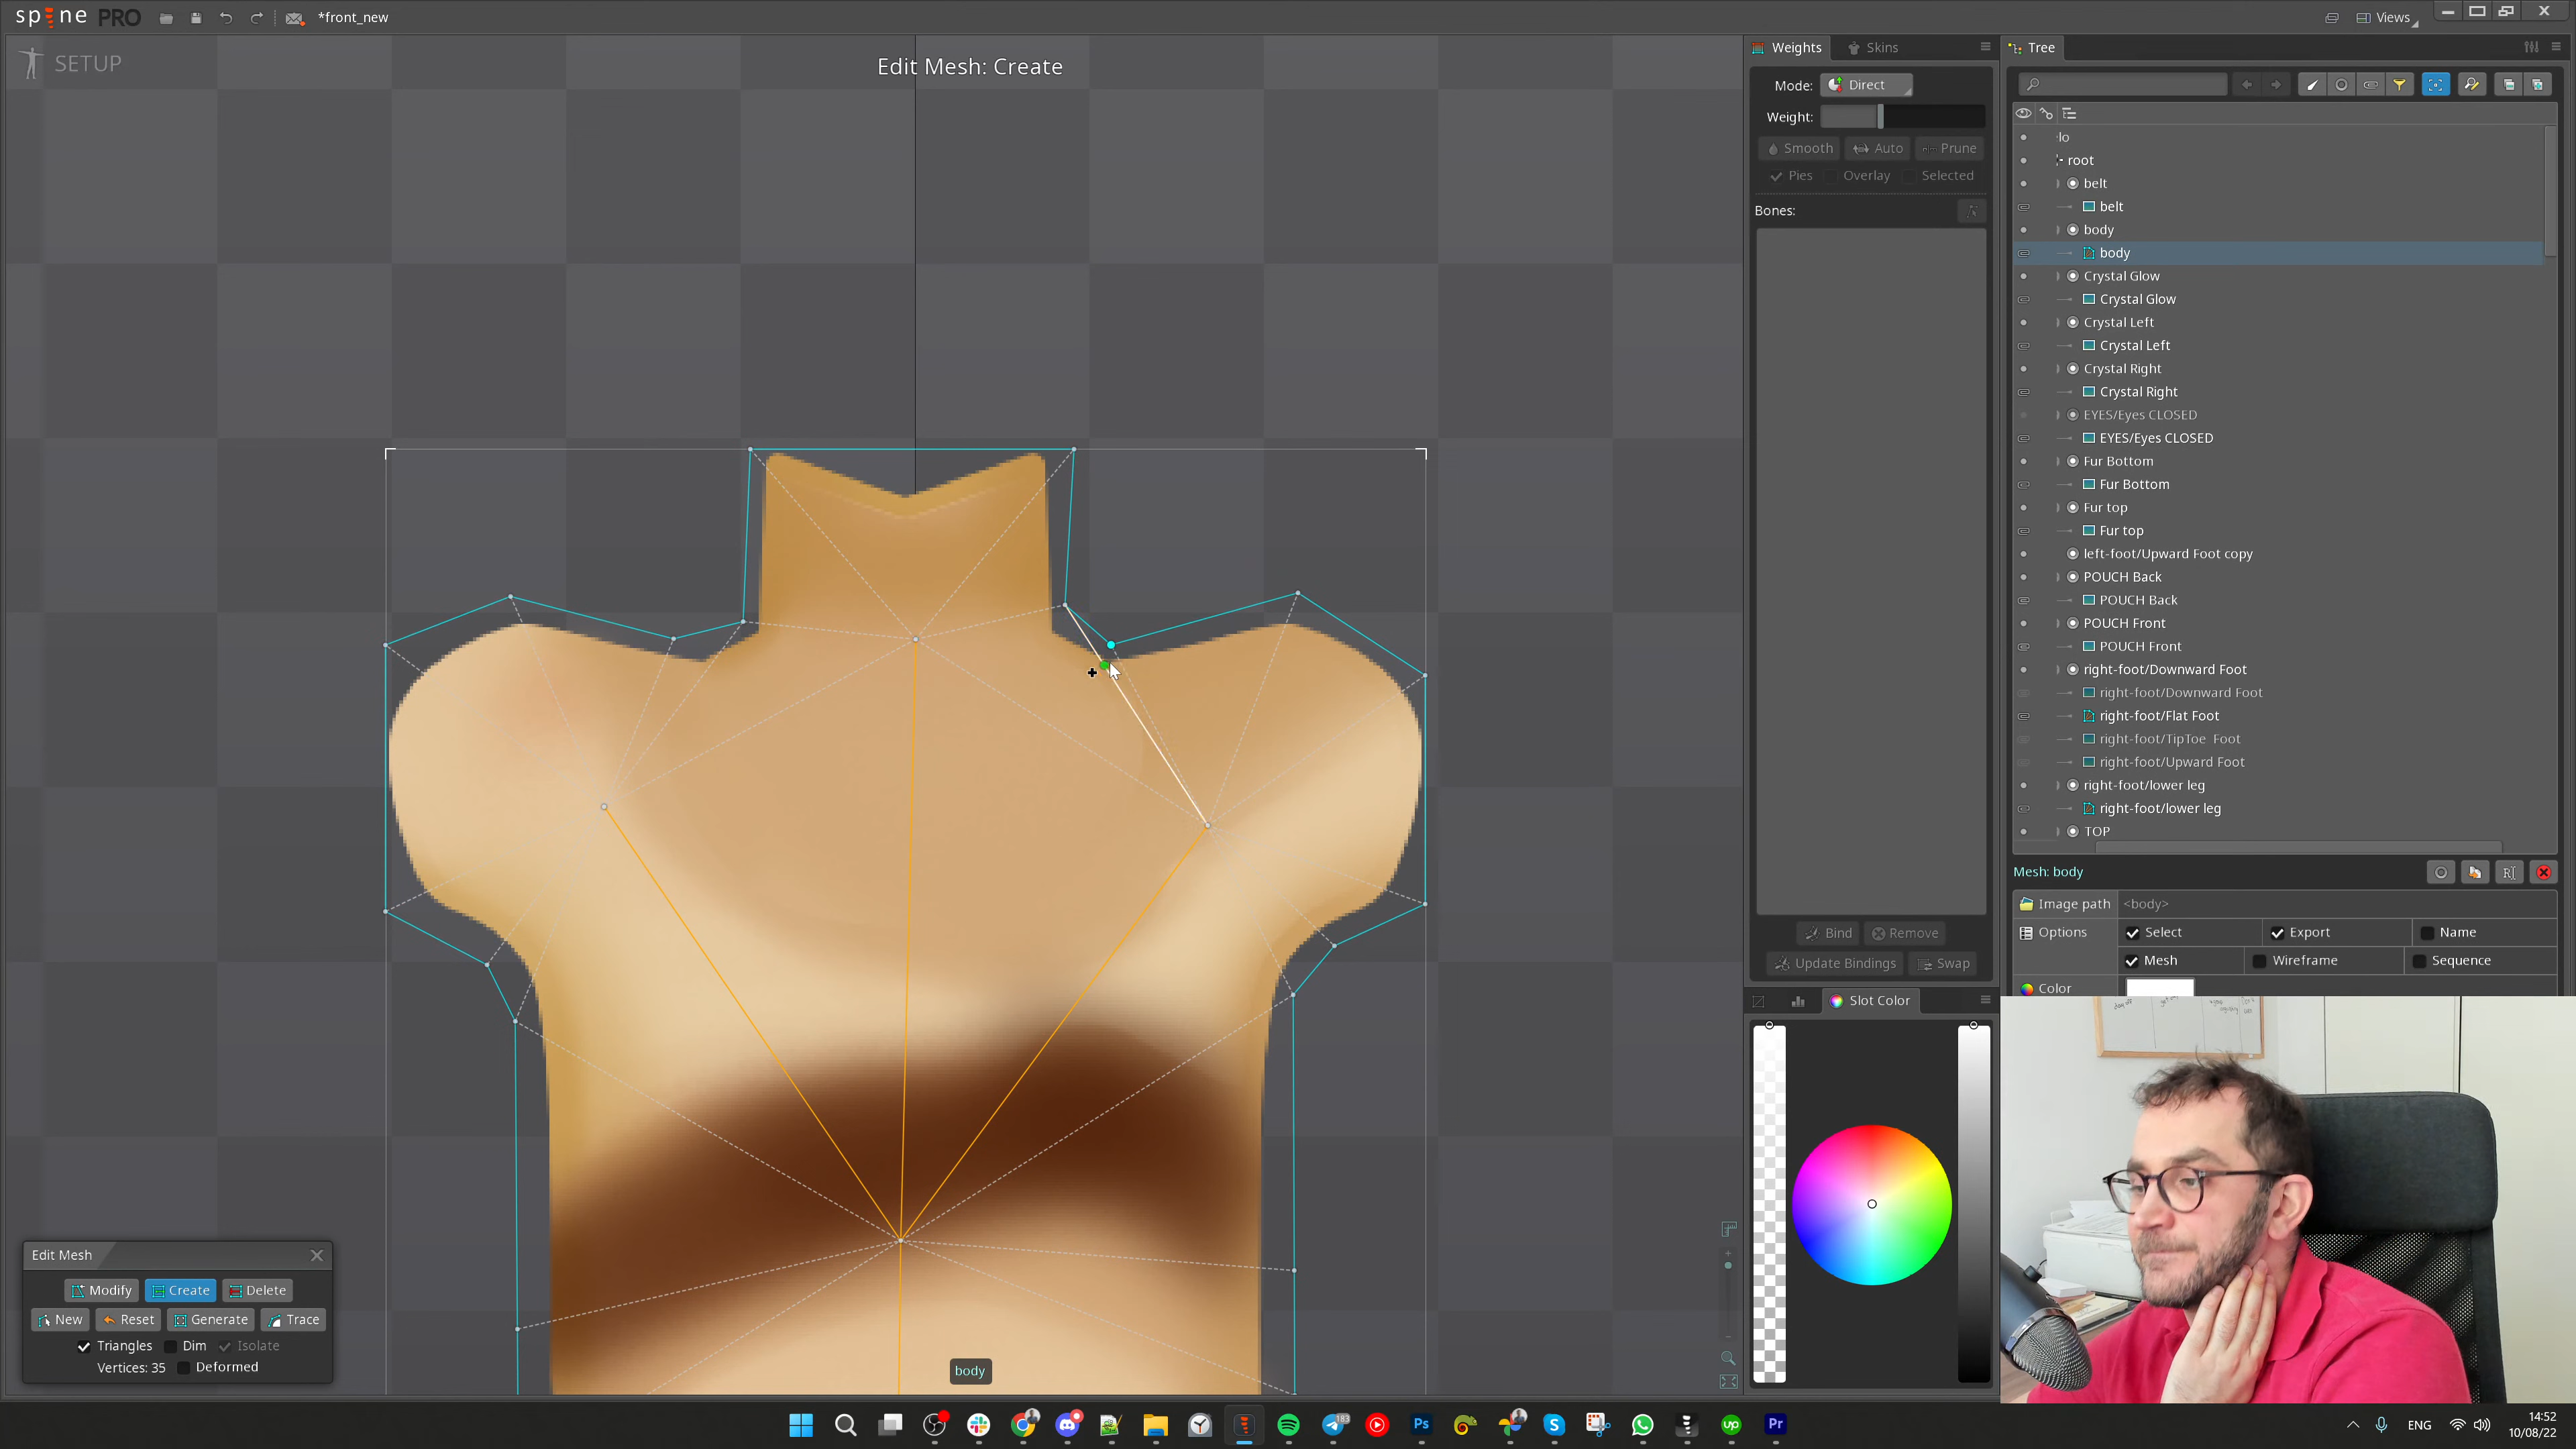 spine PRO
*front_new
Views
SETUP
Edit Mesh: Create
Weights
Skins
Mode:
Direct
Weight:
Smooth
Auto
Prune
Pies
Overlay
Selected
Bones:
Bind
Remove
Update Bindings
Swap
Slot Color
Tree
root
belt
belt
body
body
Crystal Glow
Crystal Glow
Crystal Left
Crystal Left
Crystal Right
Crystal Right
EYES/Eyes CLOSED
EYES/Eyes CLOSED
Fur Bottom
Fur Bottom
Fur top
Fur top
left-foot/Upward Foot copy
POUCH Back
POUCH Back
POUCH Front
POUCH Front
right-foot/Downward Foot
right-foot/Downward Foot
right-foot/Flat Foot
right-foot/TipToe Foot
right-foot/Upward Foot
right-foot/lower leg
right-foot/lower leg
TOP
Mesh: body
Image path
<body>
Options
Select
Export
Name
Mesh
Wireframe
Sequence
Color
Edit Mesh
Modify
Create
Delete
New
Reset
Generate
Trace
Triangles
Dim
Isolate
Vertices: 35
Deformed
body
183
Ps
up
Pr
ENG
14:52
10/08/22